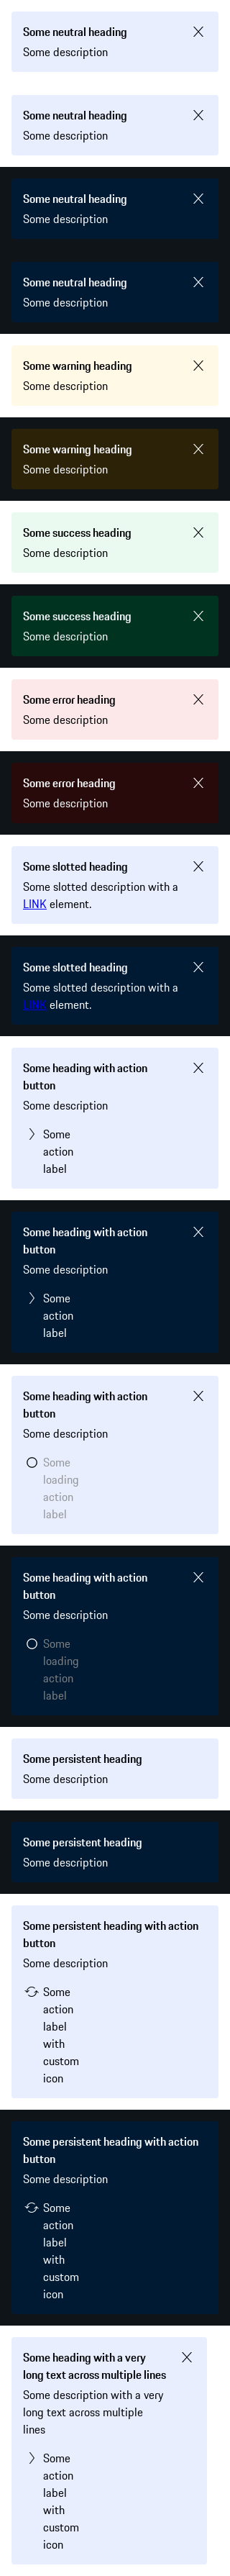 Some neutral heading
Some description
Some neutral heading
Some description
Some neutral heading
Some description
Some neutral heading
Some description
Some warning heading
Some description
Some warning heading
Some description
Some success heading
Some description
Some success heading
Some description
Some error heading
Some description
Some error heading
Some description
Some slotted heading
Some slotted description with a
LINK element.
Some slotted heading
Some slotted description with a
LINK element.
Some heading with action
button
Some description
Some
action
label
Some heading with action
button
Some description
Some
action
label
Some heading with action
button
Some description
Some
loading
action
label
Some heading with action
button
Some description
Some
loading
action
label
Some persistent heading
Some description
Some persistent heading
Some description
Some persistent heading with action
button
Some description
Some
action
label
with
custom
icon
Some persistent heading with action
button
Some description
Some
action
label
with
custom
icon
Some heading with a very
long text across multiple lines
Some description with a very
long text across multiple
lines
Some
action
label
with
custom
icon